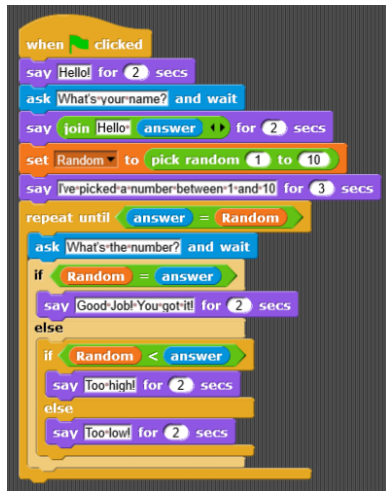 when clicked
say Hello! for 2 secs
ask What's your name? and wait
say join Hello answer for 2 secs
set Random to pick random 1 to 10
say I've picked a number between 1 and 10 for 3 secs
repeat until answer = Random
ask What's the number? and wait
if Random = answer
say Good Job! You got it! for 2 secs
else
if Random < answer
say Too high! for 2 secs
else
say Too low! for 2 secs